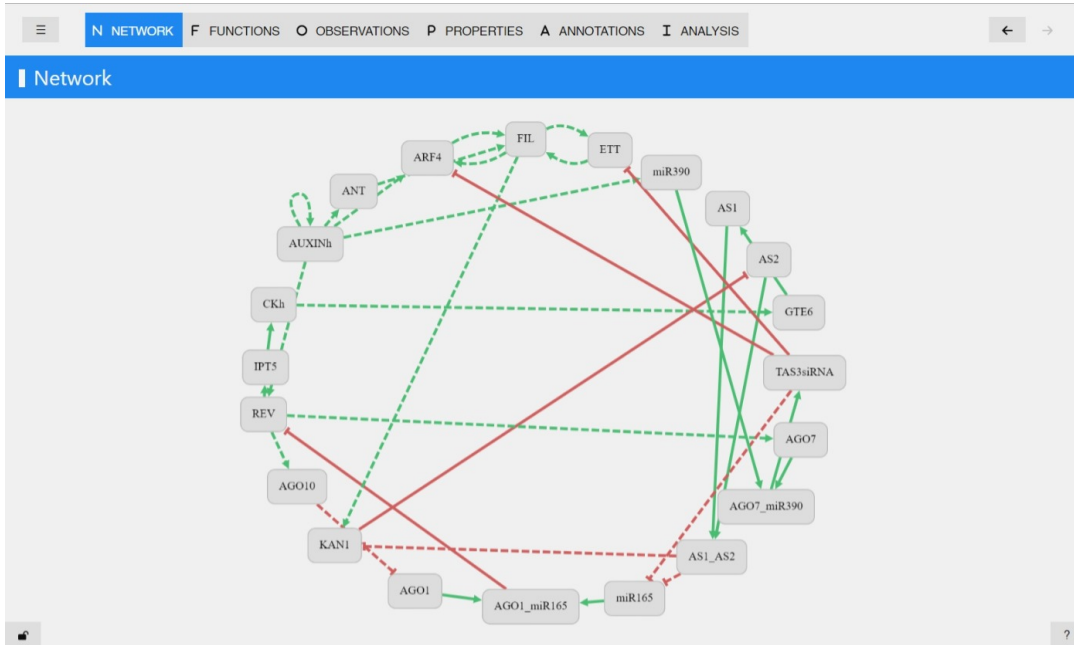 N NETWORK F FUNCTIONS O OBSERVATIONS P PROPERTIES A ANNOTATIONS I ANALYSIS
Network
FIL
ETT
ARF4
miR390
ANT
AS1
AUXINh
AS2
CKh
GTE6
IPT5
TAS3siRNA
REV
AGO7
AGO10
AGO7_miR390
KAN1
AS1_AS2
AGO1
miR165
AGO1_miR165
?